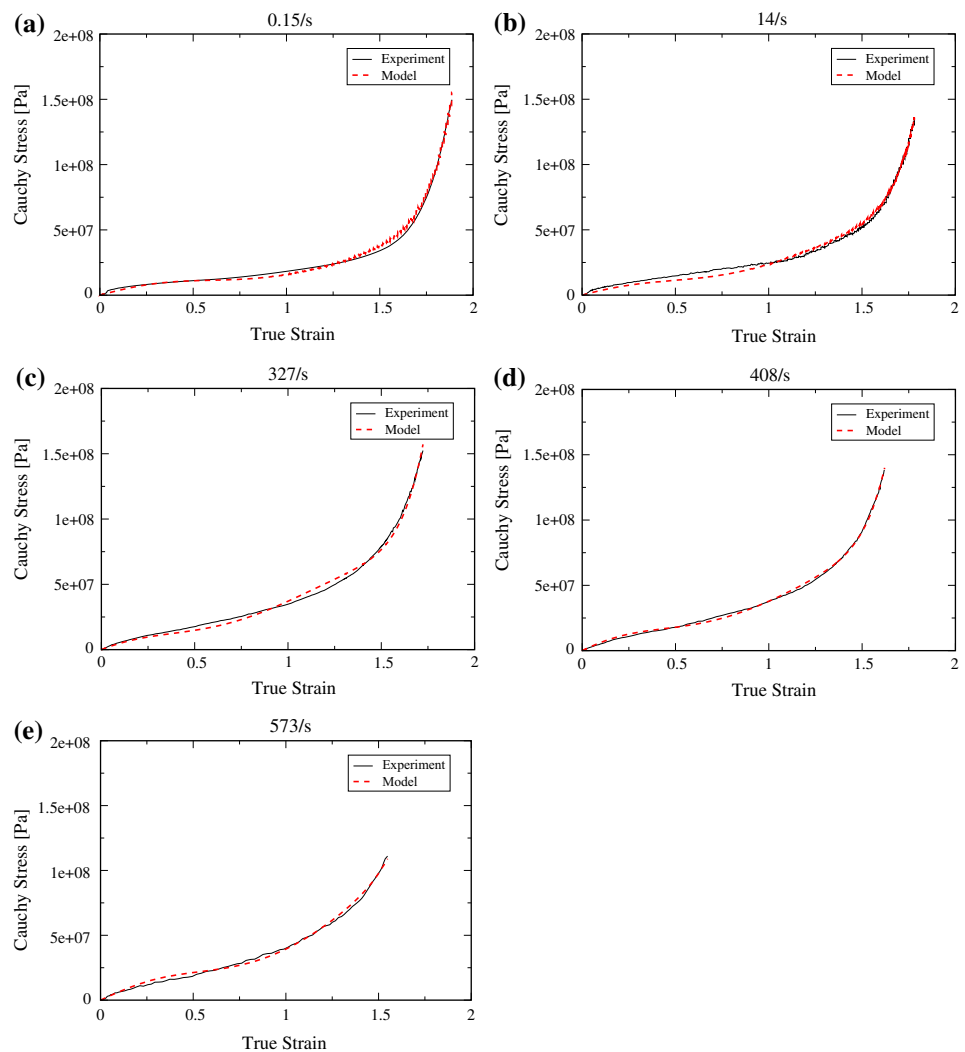 (a)
0.15/s
2e+08
1.5e+08
1e+08
5e+07
0
Cauchy Stress [Pa]
Experiment
Model
0
0.5
1
1.5
2
True Strain
(b)
14/s
2e+08
1.5e+08
1e+08
5e+07
0
Cauchy Stress [Pa]
Experiment
Model
0
0.5
1
1.5
2
True Strain
(c)
327/s
2e+08
1.5e+08
1e+08
5e+07
0
Cauchy Stress [Pa]
Experiment
Model
0
0.5
1
1.5
2
True Strain
(d)
408/s
2e+08
1.5e+08
1e+08
5e+07
0
Cauchy Stress [Pa]
Experiment
Model
0
0.5
1
1.5
2
True Strain
(e)
573/s
2e+08
1.5e+08
1e+08
5e+07
0
Cauchy Stress [Pa]
Experiment
Model
0
0.5
1
1.5
2
True Strain